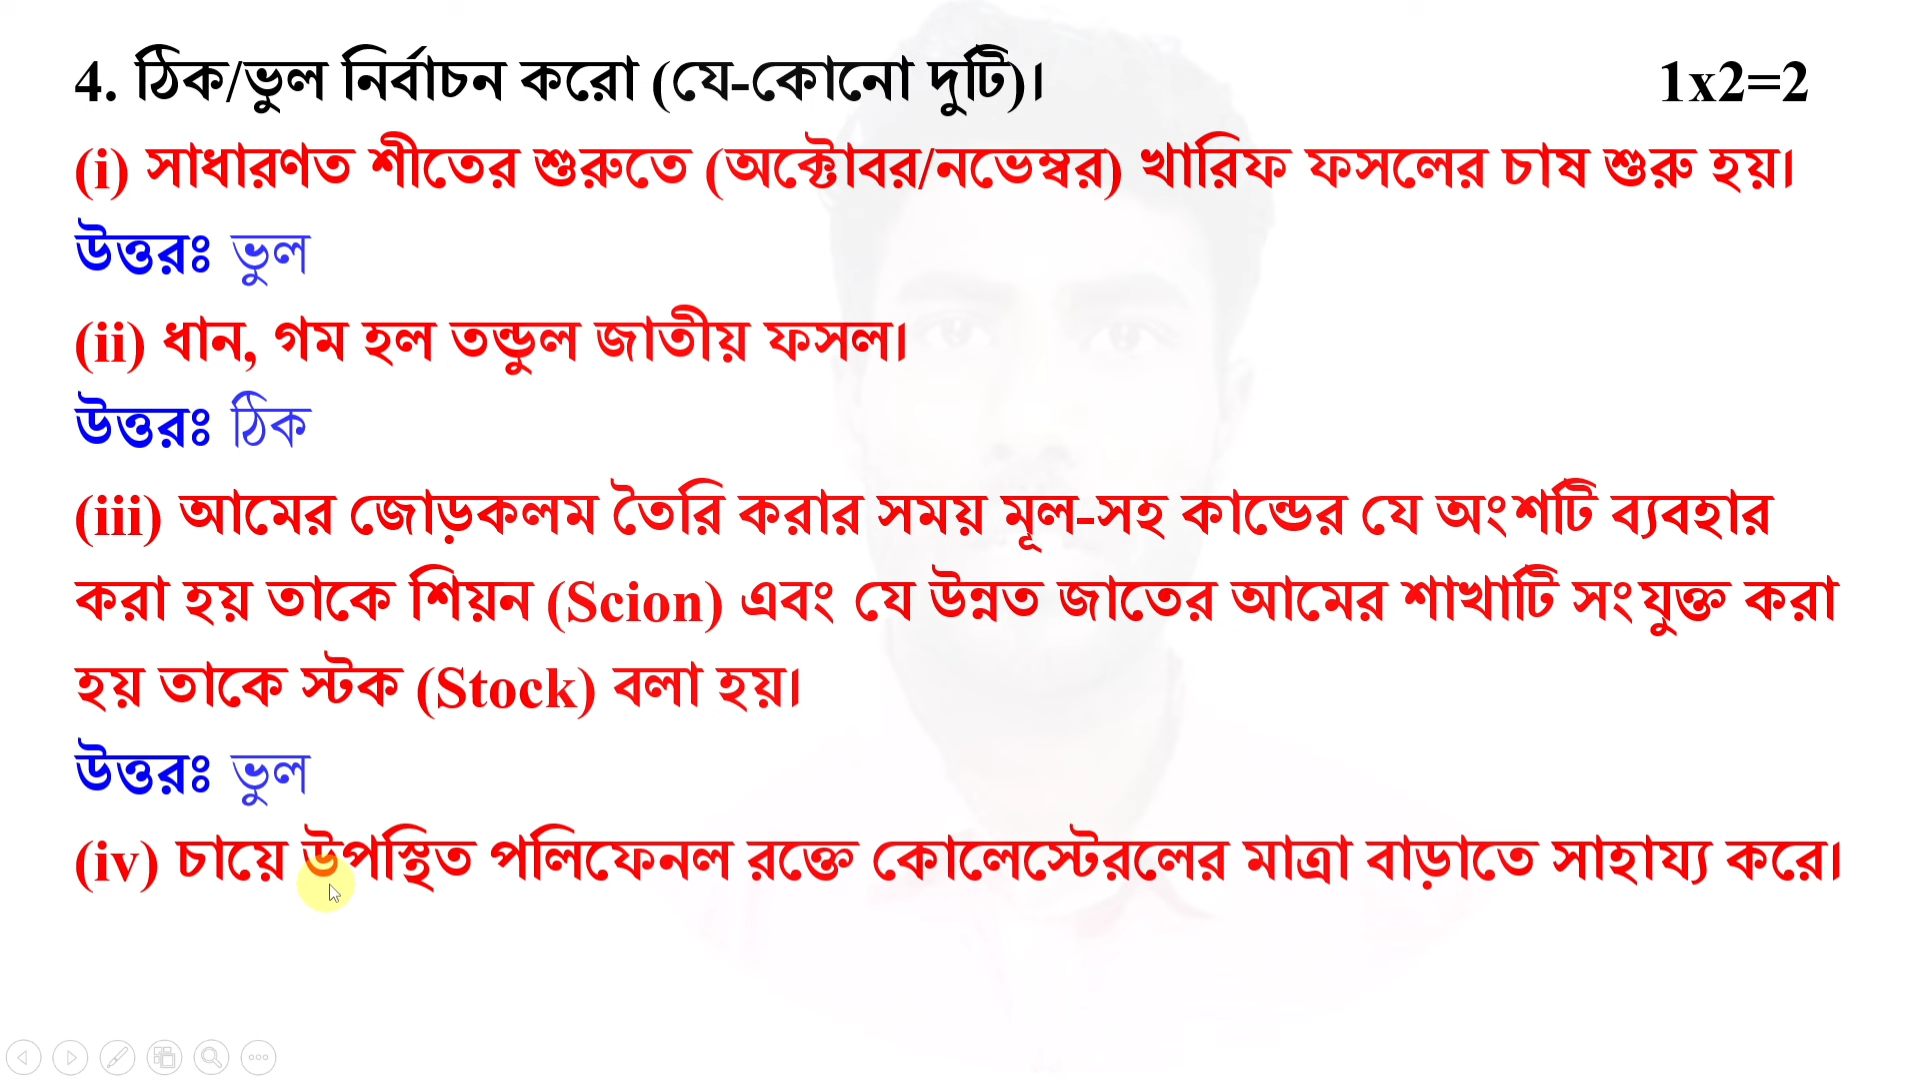 4. ঠিক/ভুল নির্বাচন করো (যে-কোনো দুটি)। 1x2=2
(i) সাধারণত শীতের শুরুতে (অক্টোবর/নভেম্বর) খারিফ ফসলের চাষ শুরু হয়।
উত্তরঃ ভুল
(ii) ধান, গম হল তন্ডুল জাতীয় ফসল।
উত্তরঃ ঠিক
(iii) আমের জোড়কলম তৈরি করার সময় মূল-সহ কান্ডের যে অংশটি ব্যবহার
করা হয় তাকে শিয়ন (Scion) এবং যে উন্নত জাতের আমের শাখাটি সংযুক্ত করা
হয় তাকে স্টক (Stock) বলা হয়।
উত্তরঃ ভুল
(iv) চায়ে উপস্থিত পলিফেনল রক্তে কোলেস্টেরলের মাত্রা বাড়াতে সাহায্য করে।